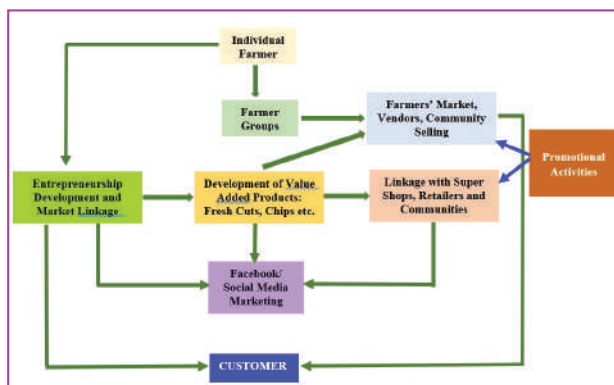 Individual
Farmer
Farmer
Groups
Farmers' Market,
Vendors, Community
Selling
Promotional
Activities
Entrepreneurship
Development and
Market Linkage
Development of Value
Added Products:
Fresh Cuts, Chips etc.
Linkage with Super
Shops, Retailers and
Communities
Facebook/
Social Media
Marketing
CUSTOMER